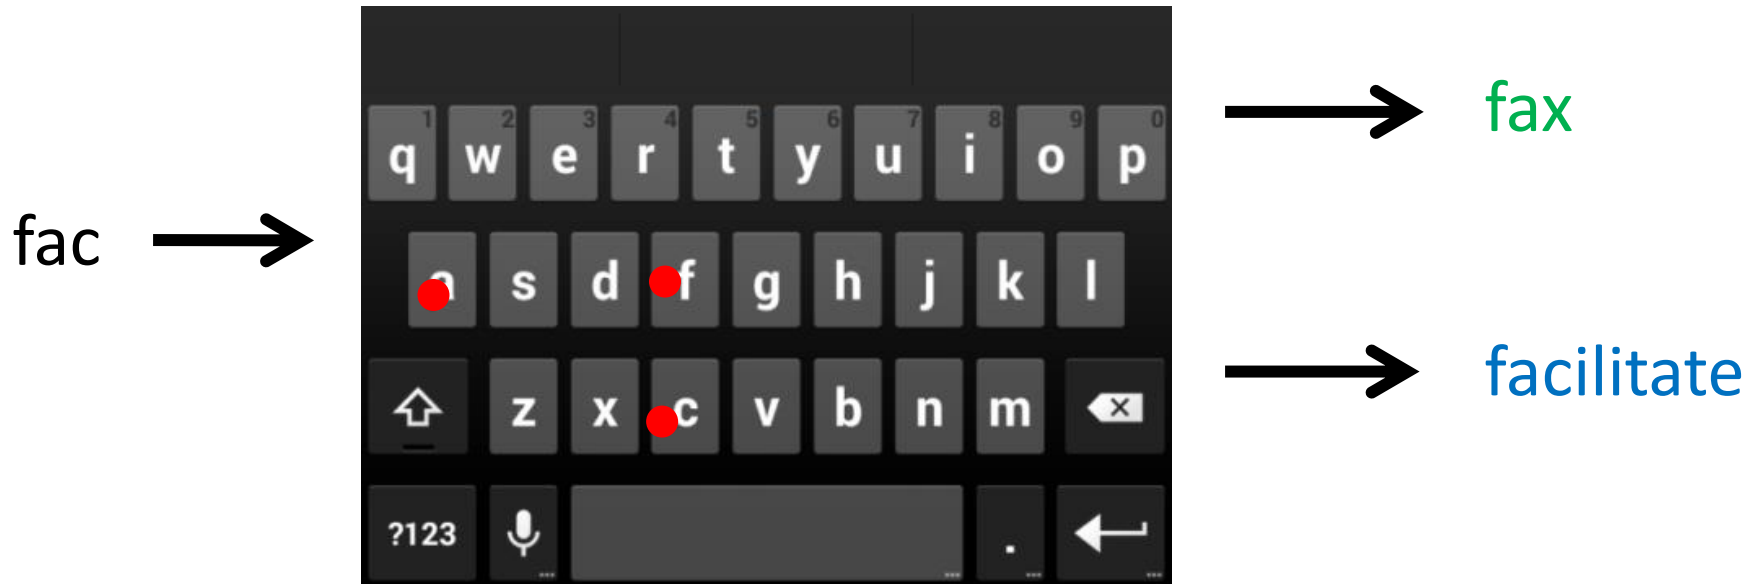 fac
1 2 3 4 5 6 7 8 9 0
q w e r t y u i o p
a s d f g h j k l
z x c v b n m
?123 .
fax
facilitate